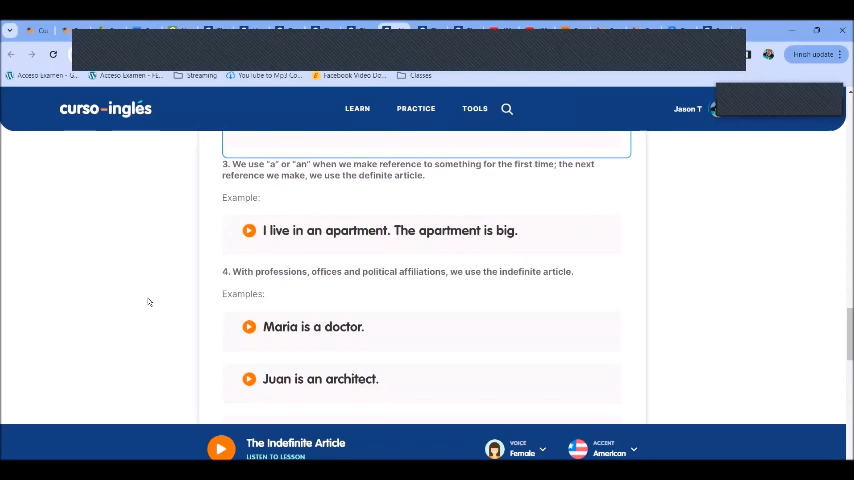 Finish update
Acceso Examen - G...
Acceso Examen - FE...
Streaming
You Tube to Mp3 Co...
Facebook Video Do...
Classes
curso-inglés
LEARN
PRACTICE
TOOLS
Jason T
3. We use "a" or "an" when we make reference to something for the first time; the next
reference we make, we use the definite article.
Example:
I live in an apartment. The apartment is big.
4. With professions, offices and political affiliations, we use the indefinite article.
Examples:
Maria is a doctor.
Juan is an architect.
The Indefinite Article
LISTEN TO LESSON
VOICE
Female
ACCENT
American